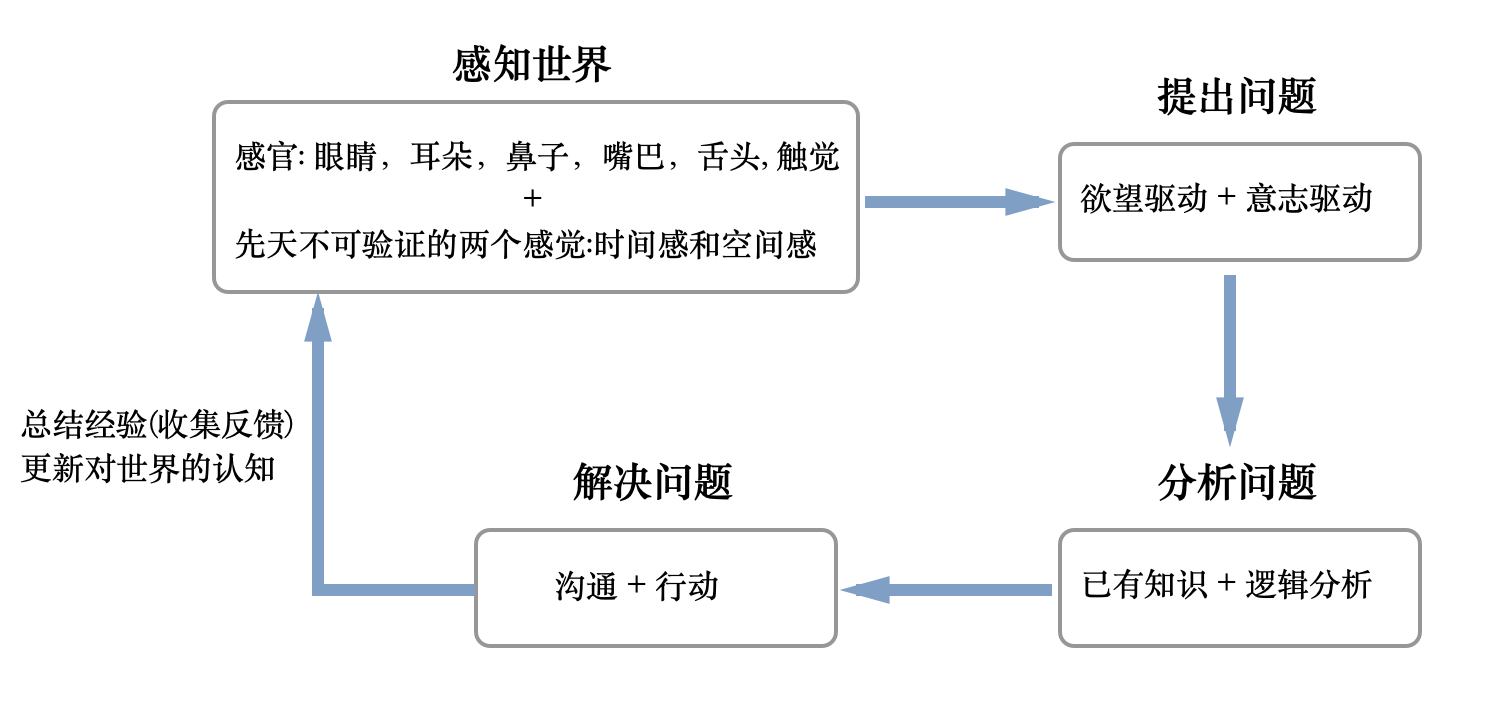 感知世界
感官: 眼睛，耳朵，鼻子，嘴巴，舌头, 触觉
+
先天不可验证的两个感觉:时间感和空间感
提出问题
欲望驱动 + 意志驱动
分析问题
已有知识 + 逻辑分析
解决问题
沟通 + 行动
总结经验(收集反馈)
更新对世界的认知